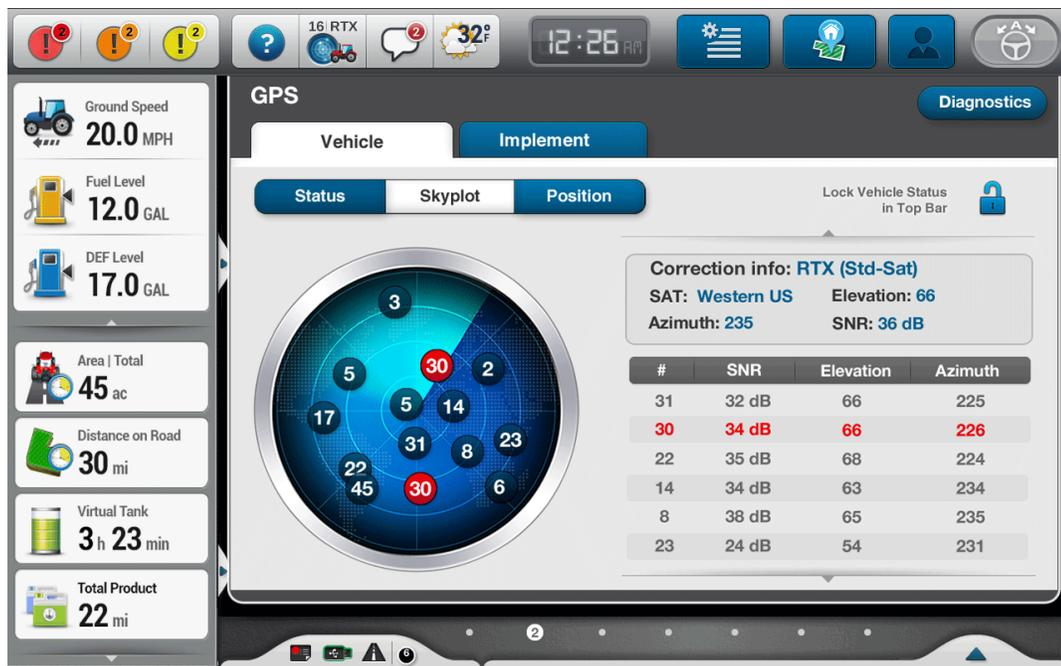 2
2
2
?
16 RTX
2
32°F
12:26 AM
A
Ground Speed
20.0 MPH
Fuel Level
12.0 GAL
DEF Level
17.0 GAL
Area | Total
45 ac
Distance on Road
30 mi
Virtual Tank
3 h 23 min
Total Product
22 mi
GPS
Diagnostics
Vehicle
Implement
Status
Skyplot
Position
Lock Vehicle Status
in Top Bar
3
30
2
5
5
14
17
31
23
8
22
45
30
6
Correction info: RTX (Std-Sat)
SAT: Western US Elevation: 66
Azimuth: 235 SNR: 36 dB
# SNR Elevation Azimuth
31 32 dB 66 225
30 34 dB 66 226
22 35 dB 68 224
14 34 dB 63 234
8 38 dB 65 235
23 24 dB 54 231
2
6